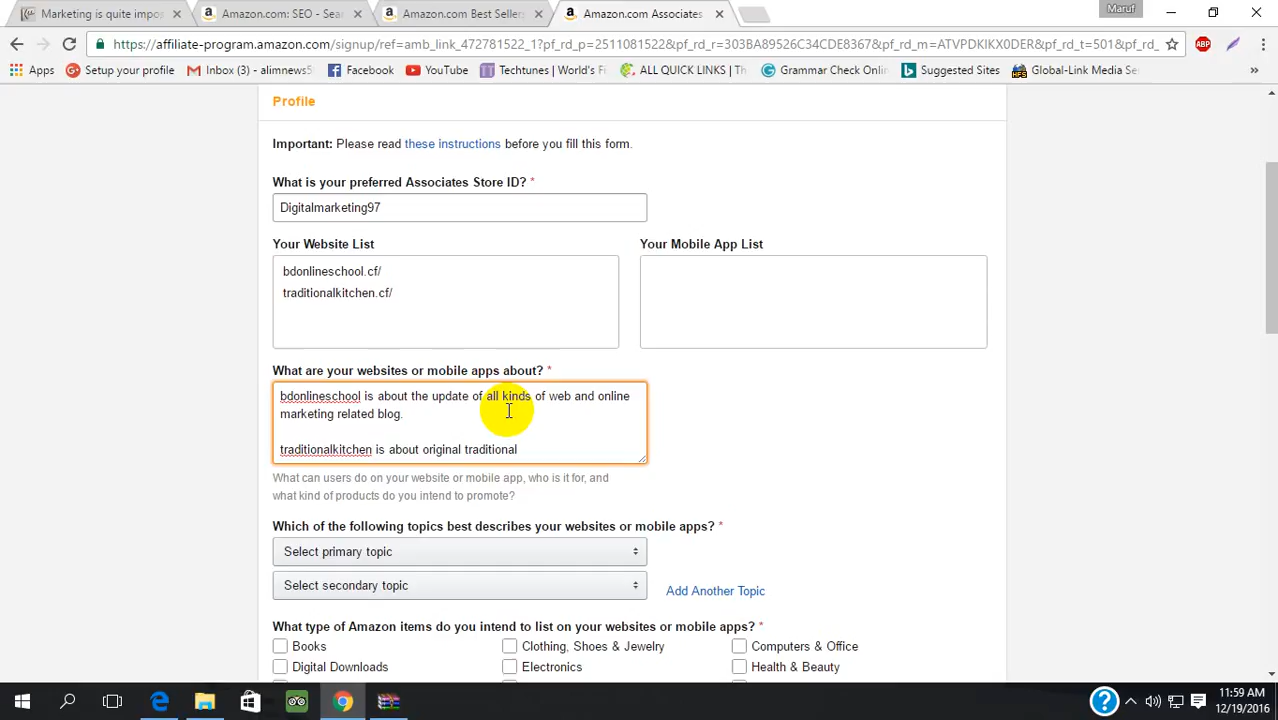 Marketing is quite impos
Amazon.com: SEO - Sear
Amazon.com Best Sellers
Amazon.com Associates
Maruf
https://affiliate-program.amazon.com/signup/ref=amb_link_472781522_1?pf_rd_p=2511081522&pf_rd_r=303BA89526C34CDE8367&pf_rd_m=ATVPDKIKX0DER&pf_rd_t=501&pf_rd_
ABP
Apps
Setup your profile
Inbox (3) - alimnews5
Facebook
YouTube
Techtunes | World's Fi
ALL QUICK LINKS | Th
Grammar Check Onlin
Suggested Sites
Global-Link Media Se
Profile
Important: Please read these instructions before you fill this form.
What is your preferred Associates Store ID? *
Digitalmarketing97
Your Website List
Your Mobile App List
bdonlineschool.cf/
traditionalkitchen.cf/
What are your websites or mobile apps about? *
bdonlineschool is about the update of all kinds of web and online
marketing related blog.
traditionalkitchen is about original traditional
What can users do on your website or mobile app, who is it for, and
what kind of products do you intend to promote?
Which of the following topics best describes your websites or mobile apps? *
Select primary topic
Select secondary topic
Add Another Topic
What type of Amazon items do you intend to list on your websites or mobile apps? *
Books
Clothing, Shoes & Jewelry
Computers & Office
Digital Downloads
Electronics
Health & Beauty
11:59 AM
12/19/2016